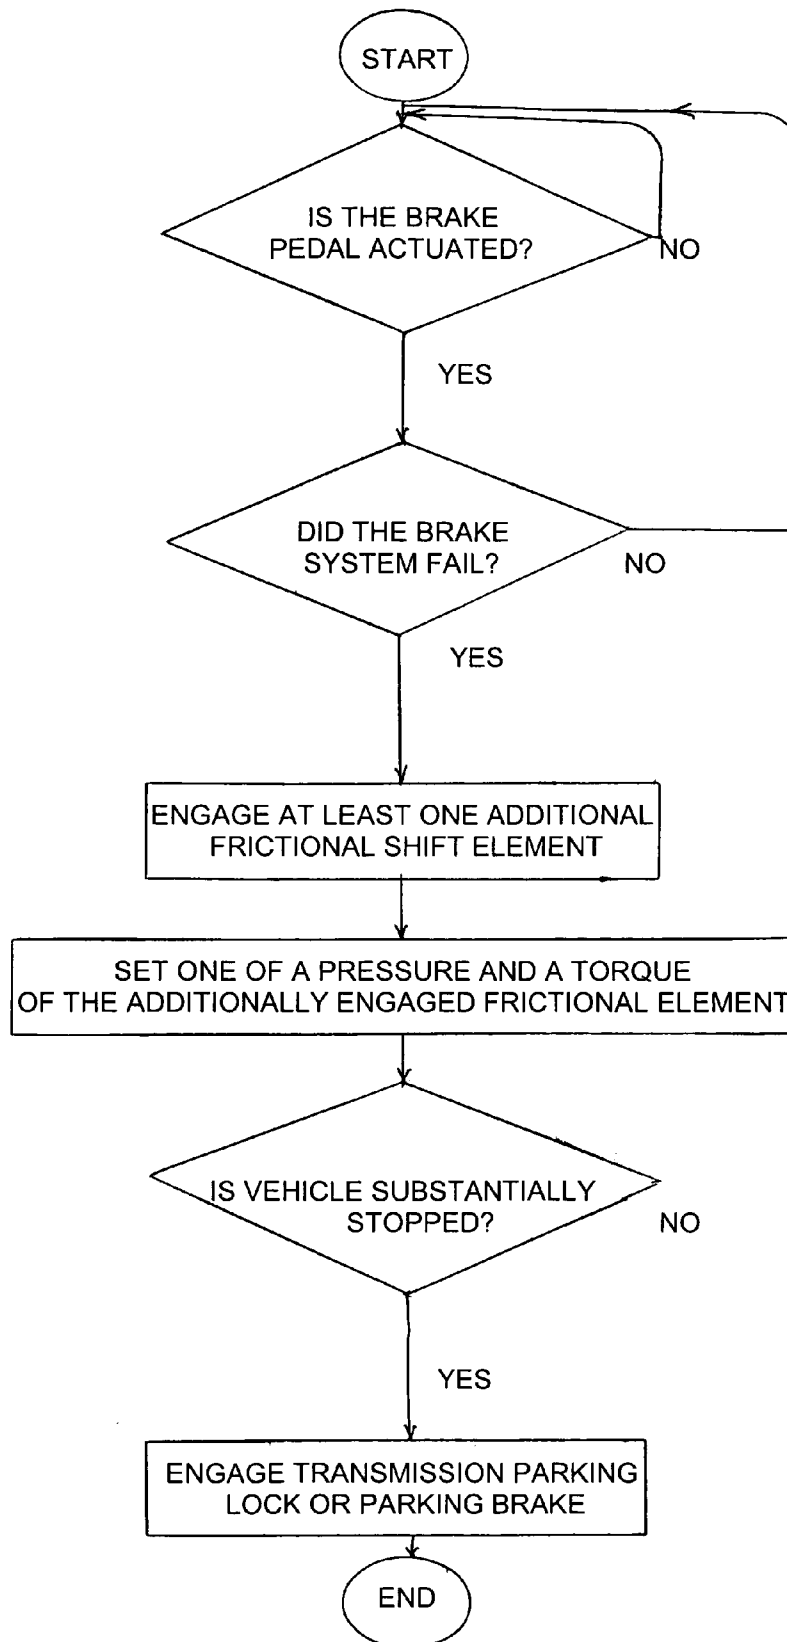 START
IS THE BRAKE
PEDAL ACTUATED?
NO
YES
DID THE BRAKE
SYSTEM FAIL?
NO
YES
ENGAGE AT LEAST ONE ADDITIONAL
FRICTIONAL SHIFT ELEMENT
SET ONE OF A PRESSURE AND A TORQUE
OF THE ADDITIONALLY ENGAGED FRICTIONAL ELEMENT
IS VEHICLE SUBSTANTIALLY
STOPPED?
NO
YES
ENGAGE TRANSMISSION PARKING
LOCK OR PARKING BRAKE
END